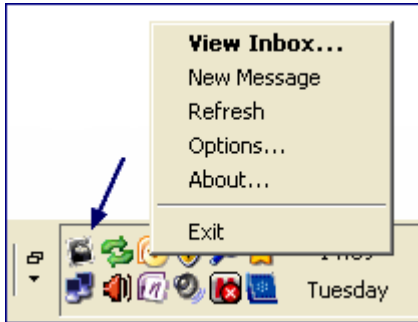 View Inbox...
New Message
Refresh
Options...
About...
Exit
Tuesday